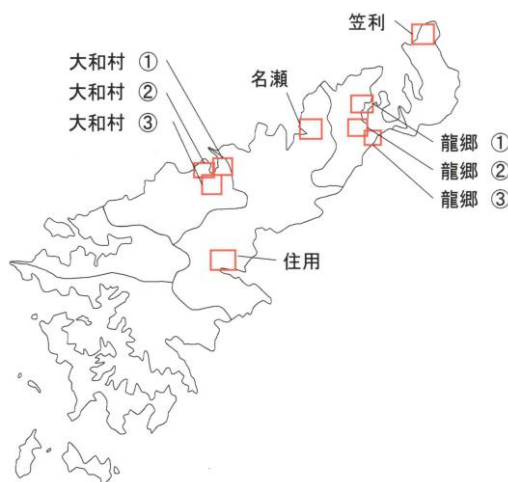 笠利
大和村 ①
大和村 ②
大和村 ③
名瀬
龍郷 ①
龍郷 ②
龍郷 ③
住用